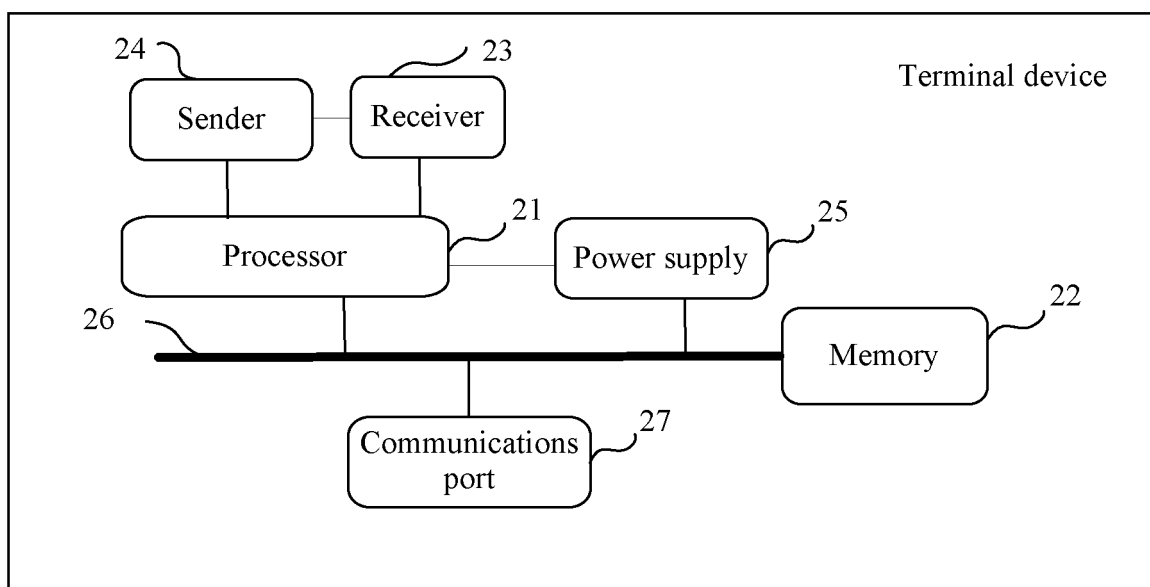 24
23
Terminal device
Sender
Receiver
21
25
Processor
Power supply
22
26
Memory
Communications
port
27